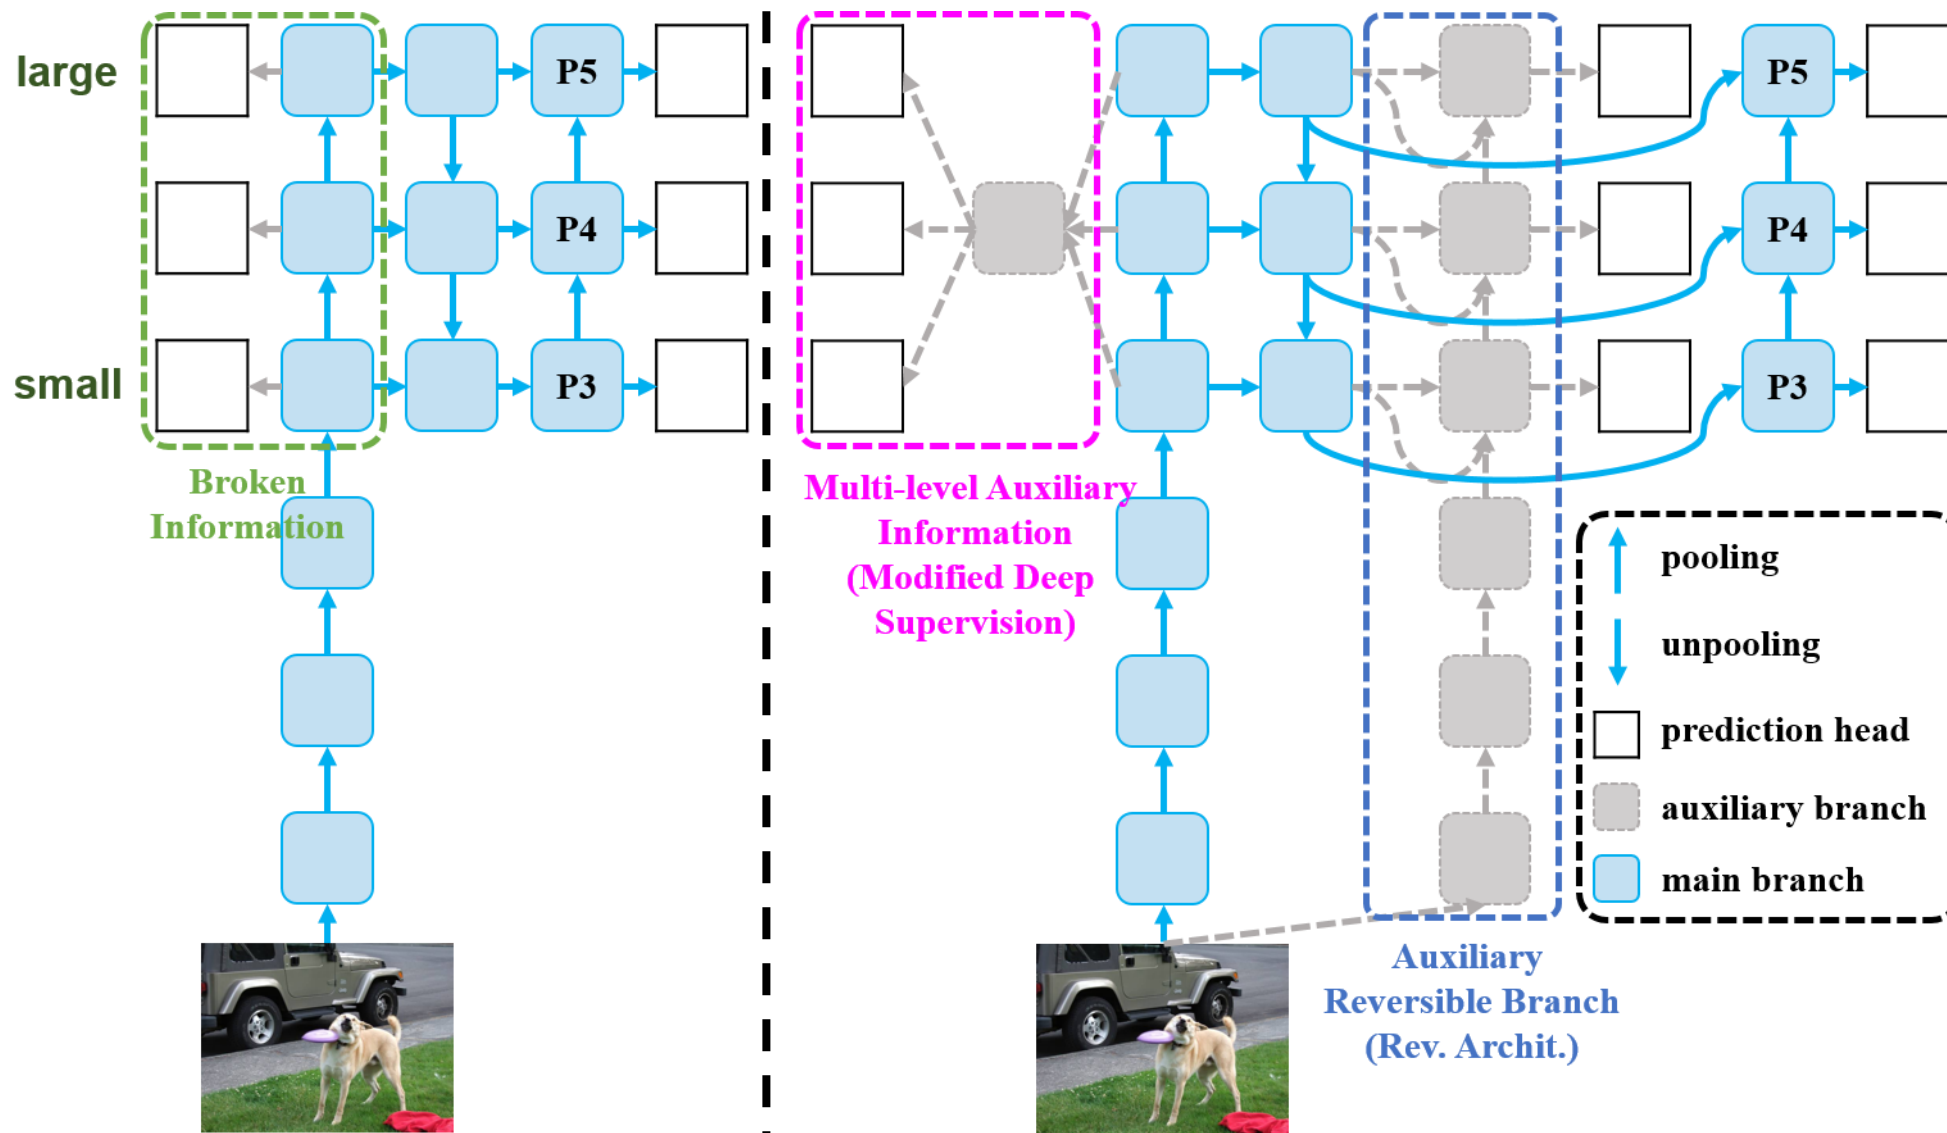 large
small
P5
P4
P3
Broken
Information
Multi-level Auxiliary
Information
(Modified Deep
Supervision)
P5
P4
P3
Auxiliary
Reversible Branch
(Rev. Archit.)
pooling
unpooling
prediction head
auxiliary branch
main branch